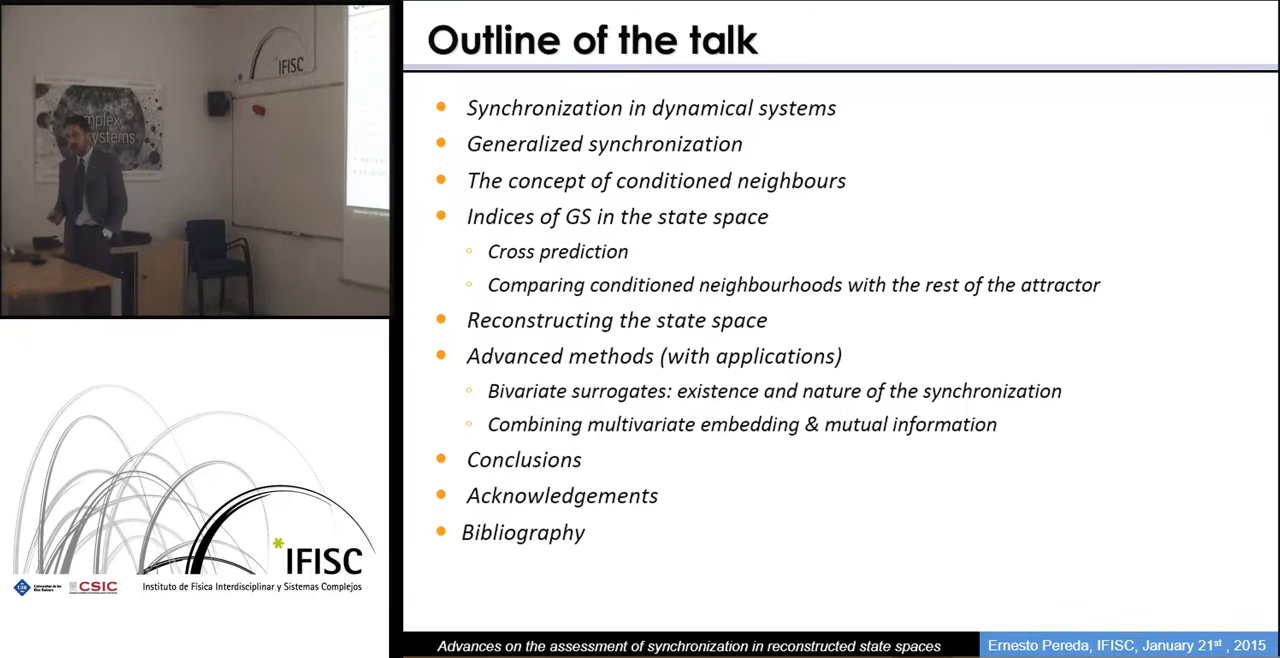 Outline of the talk
Synchronization in dynamical systems
Generalized synchronization
The concept of conditioned neighbours
Indices of GS in the state space
Cross prediction
Comparing conditioned neighbourhoods with the rest of the attractor
Reconstructing the state space
Advanced methods (with applications)
Bivariate surrogates: existence and nature of the synchronization
Combining multivariate embedding & mutual information
Conclusions
Acknowledgements
Bibliography
Advances on the assessment of synchronization in reconstructed state spaces
Ernesto Pereda, IFISC, January 21st , 2015
IFISC
mplex
systems
*IFISC
CSIC
Instituto de Física Interdisciplinar y Sistemas Complejos